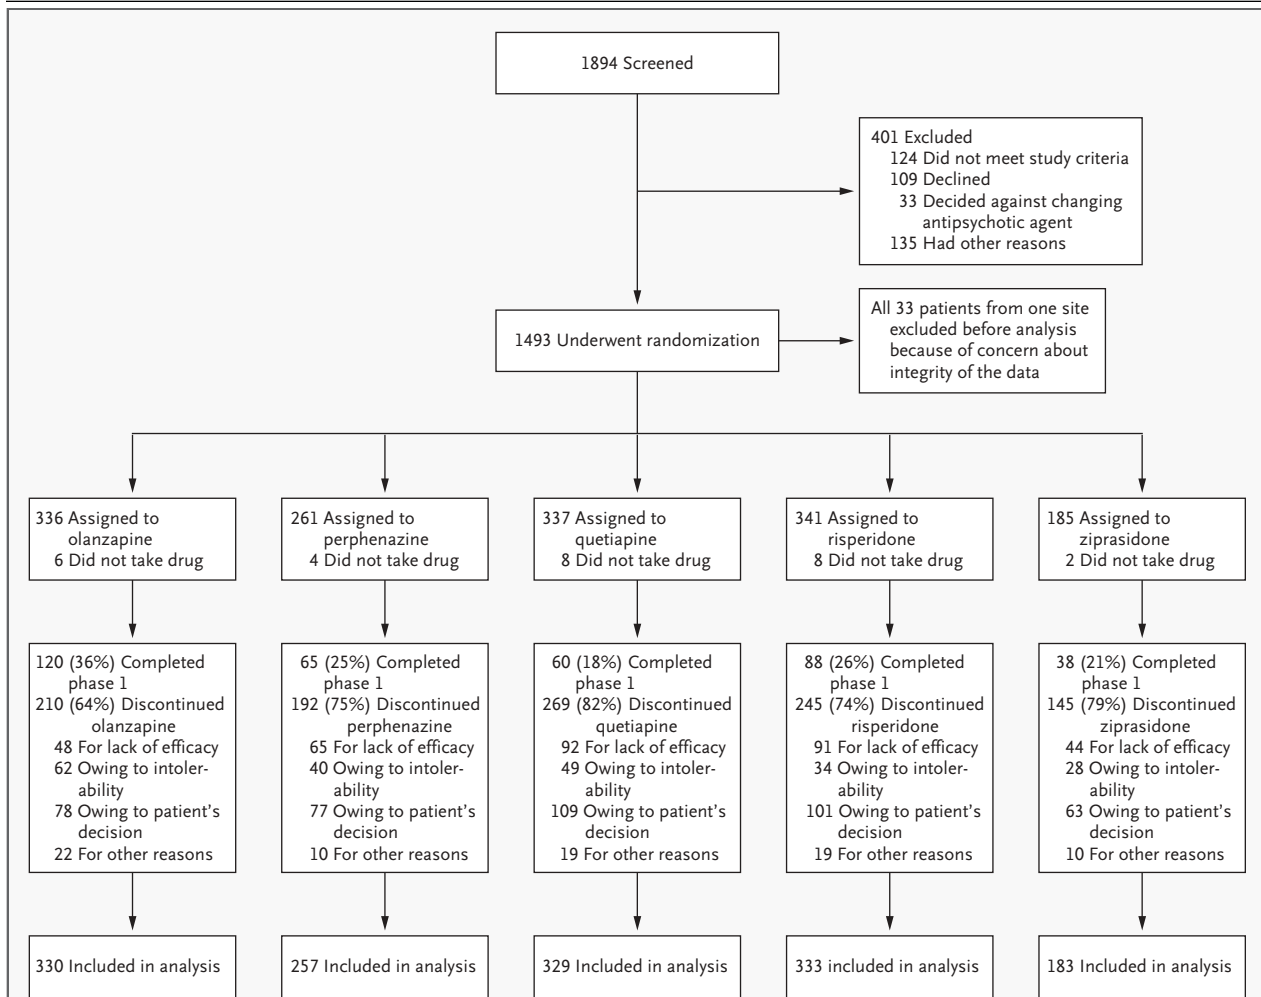 1894 Screened
401 Excluded
124 Did not meet study criteria
109 Declined
33 Decided against changing
antipsychotic agent
135 Had other reasons
1493 Underwent randomization
All 33 patients from one site
excluded before analysis
because of concern about
integrity of the data
336 Assigned to
olanzapine
6 Did not take drug
261 Assigned to
perphenazine
4 Did not take drug
337 Assigned to
quetiapine
8 Did not take drug
341 Assigned to
risperidone
8 Did not take drug
185 Assigned to
ziprasidone
2 Did not take drug
120 (36%) Completed
phase 1
210 (64%) Discontinued
olanzapine
48 For lack of efficacy
62 Owing to intoler-
ability
78 Owing to patient's
decision
22 For other reasons
65 (25%) Completed
phase 1
192 (75%) Discontinued
perphenazine
65 For lack of efficacy
40 Owing to intoler-
ability
77 Owing to patient's
decision
10 For other reasons
60 (18%) Completed
phase 1
269 (82%) Discontinued
quetiapine
92 For lack of efficacy
49 Owing to intoler-
ability
109 Owing to patient's
decision
19 For other reasons
88 (26%) Completed
phase 1
245 (74%) Discontinued
risperidone
91 For lack of efficacy
34 Owing to intoler-
ability
101 Owing to patient's
decision
19 For other reasons
38 (21%) Completed
phase 1
145 (79%) Discontinued
ziprasidone
44 For lack of efficacy
28 Owing to intoler-
ability
63 Owing to patient's
decision
10 For other reasons
330 Included in analysis
257 Included in analysis
329 Included in analysis
333 included in analysis
183 Included in analysis